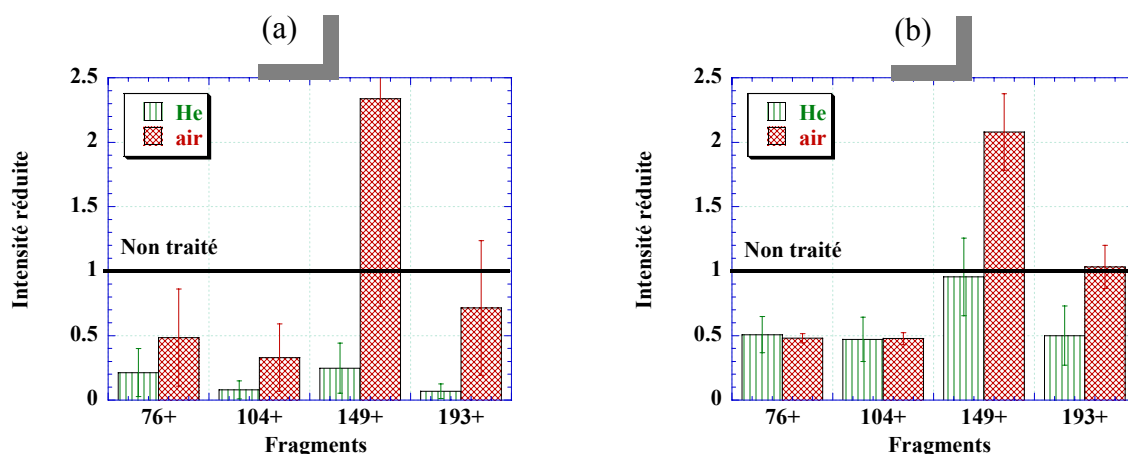 (a)
2.5
2
1.5
1
0.5
0
Intensité réduite
He
air
Non traité
76+ 104+ 149+ 193+
Fragments
(b)
2.5
2
1.5
1
0.5
0
Intensité réduite
He
air
Non traité
76+ 104+ 149+ 193+
Fragments